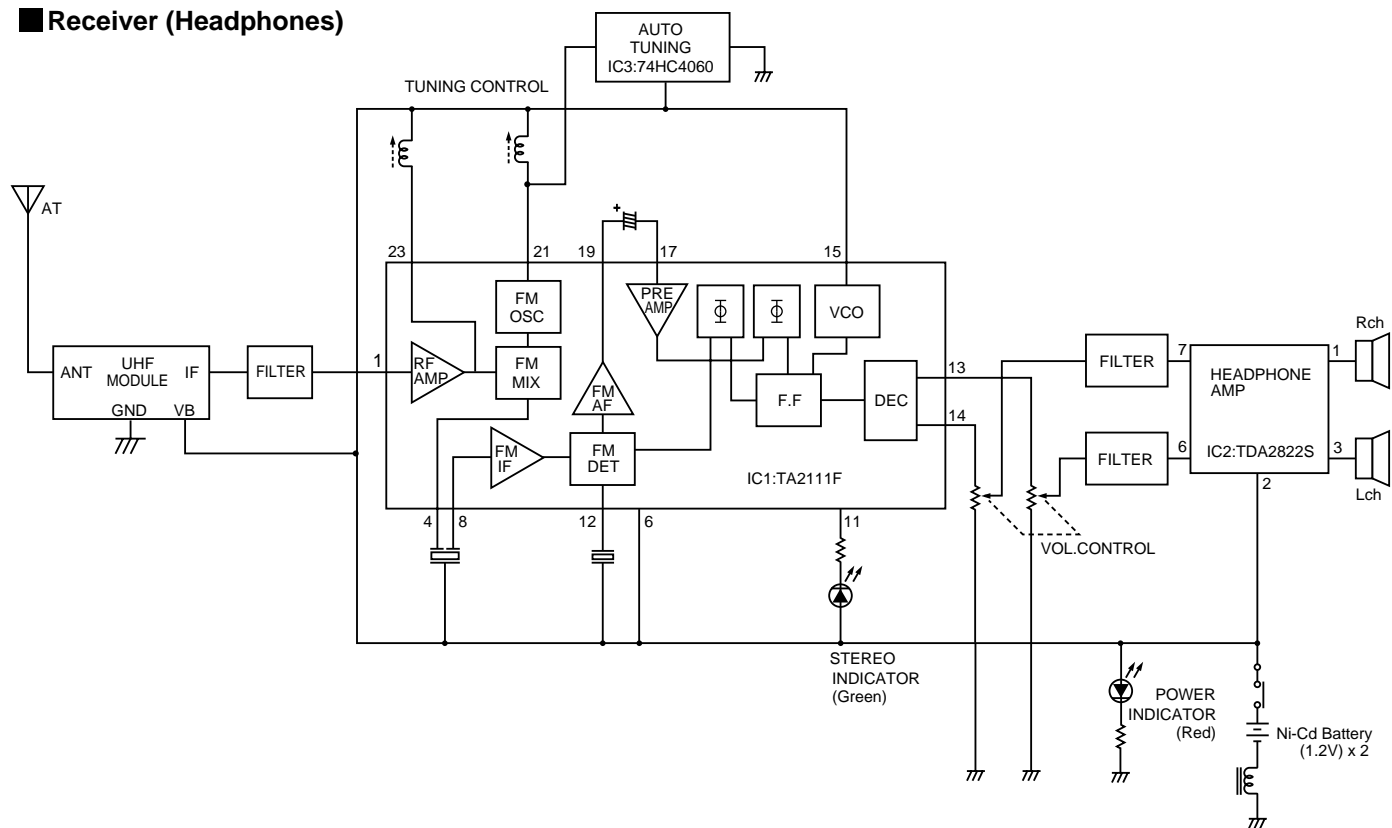 Receiver (Headphones)
AUTO
TUNING
IC3:74HC4060
TUNING CONTROL
AT
23
21
19
+
17
15
FM
OSC
PRE
AMP
Φ
Φ
VCO
UHF
MODULE
ANT
IF
GND
VB
FILTER
1
RF
AMP
FM
MIX
FM
AF
F.F
DEC
13
14
FM
IF
FM
DET
IC1:TA2111F
4
8
12
6
11
FILTER
7
HEADPHONE
AMP
IC2:TDA2822S
1
Rch
FILTER
6
3
Lch
2
VOL.CONTROL
STEREO
INDICATOR
(Green)
POWER
INDICATOR
(Red)
Ni-Cd Battery
(1.2V) x 2